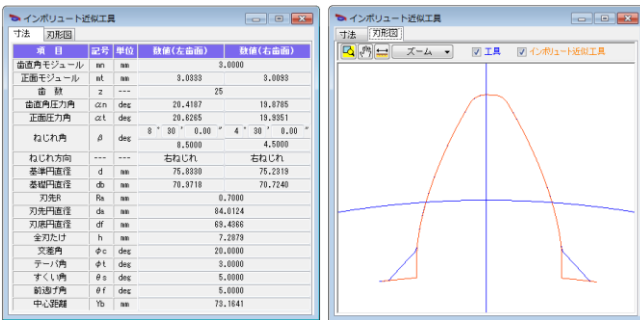 インボリュート近似工具
寸法 刃形図
項 目 記号 単位 数値(左歯面) 数値(右歯面)
歯直角モジュール mn mm 3.0000
正面モジュール mt mm 3.0333 3.0093
歯 数 z --- 25
歯直角圧力角 αn deg 20.4187 19.8785
正面圧力角 αt deg 20.6265 19.9351
ねじれ角 β deg 8 ° 30 ' 0.00 " 4 ° 30 ' 0.00 "
8.5000 4.5000
ねじれ方向 --- --- 右ねじれ 右ねじれ
基準円直径 d mm 75.8330 75.2319
基礎円直径 db mm 70.9718 70.7240
刃先R Ra mm 0.7000
刃先円直径 da mm 84.0124
刃底円直径 df mm 69.4366
全刃たけ h mm 7.2879
交差角 φc deg 20.0000
テーパ角 φt deg 3.0000
すくい角 θs deg 5.0000
前逃げ角 θf deg 5.0000
中心距離 Yb mm 73.1641
インボリュート近似工具
寸法 刃形図
ズーム 工具 インボリュート近似工具